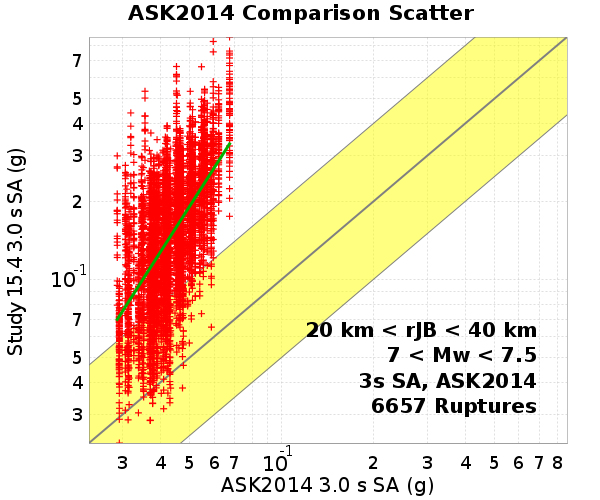 ASK2014 Comparison Scatter
Study 15.4 3.0 s SA (g)
7
5
4
3
2
10-1
7
5
4
3
20 km < rJB < 40 km
7 < Mw < 7.5
3s SA, ASK2014
6657 Ruptures
3 4 5 6 7 10-1 2 3 4 5 6 7 8
ASK2014 3.0 s SA (g)